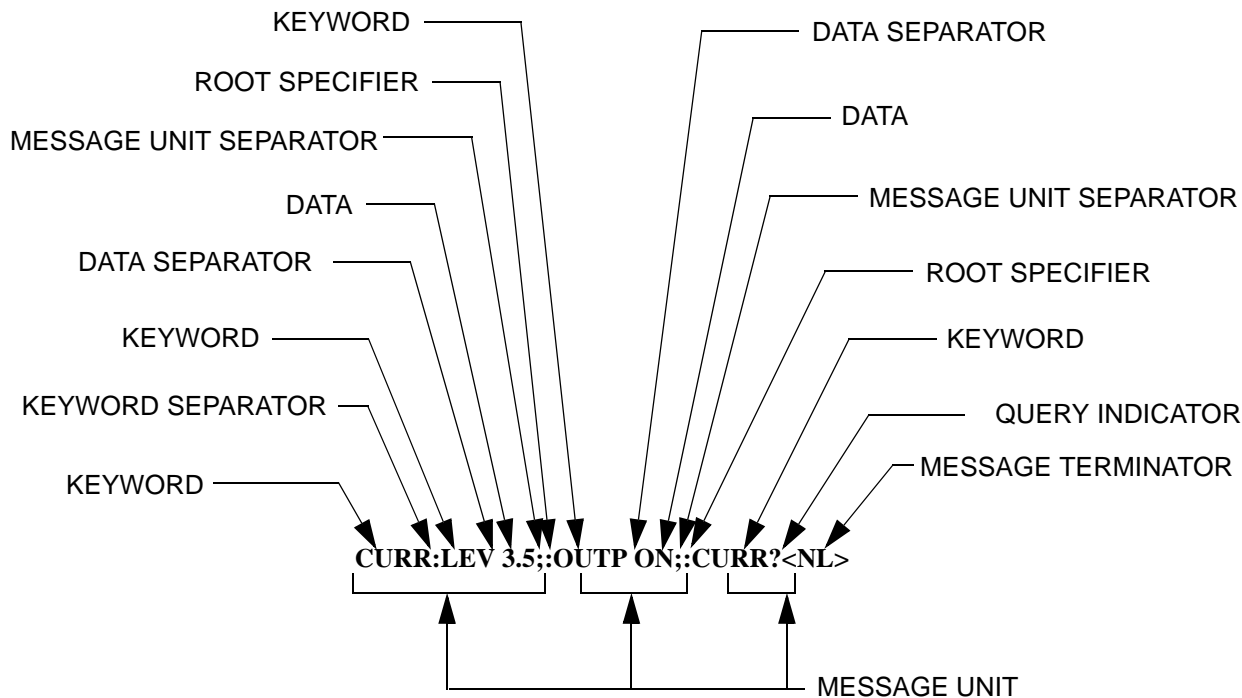 KEYWORD
DATA SEPARATOR
ROOT SPECIFIER
DATA
MESSAGE UNIT SEPARATOR
DATA
MESSAGE UNIT SEPARATOR
DATA SEPARATOR
ROOT SPECIFIER
KEYWORD
KEYWORD
KEYWORD SEPARATOR
QUERY INDICATOR
KEYWORD
MESSAGE TERMINATOR
CURR:LEV 3.5;:OUTP ON;:CURR?<NL>
MESSAGE UNIT